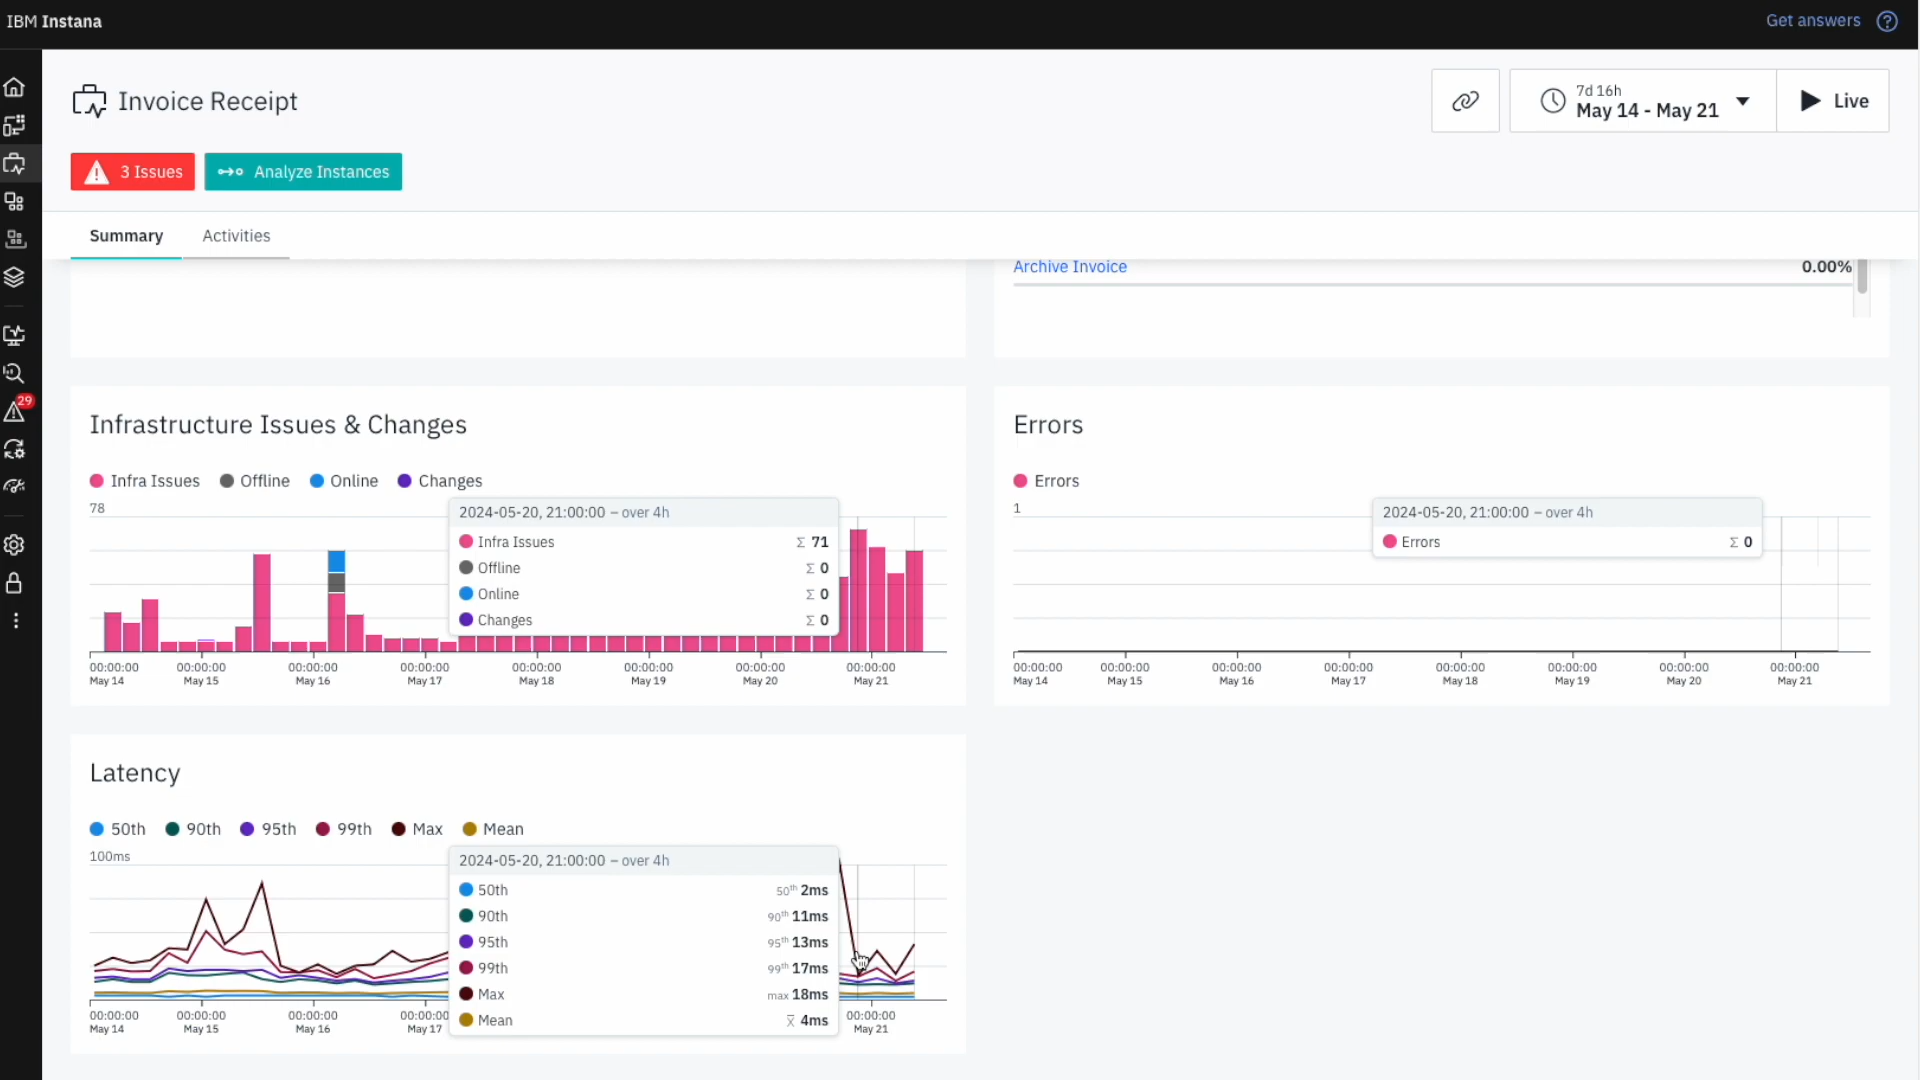 IBM Instana
Get answers
Invoice Receipt
7d 16h
May 14 - May 21
Live
3 Issues
Analyze Instances
Summary
Activities
Archive Invoice
0.00%
29
Infrastructure Issues & Changes
Infra Issues
Offline
Online
Changes
78
2024-05-20, 21:00:00 – over 4h
Infra Issues Σ 71
Offline Σ 0
Online Σ 0
Changes Σ 0
00:00:00 00:00:00 00:00:00 00:00:00 00:00:00 00:00:00 00:00:00 00:00:00
May 14 May 15 May 16 May 17 May 18 May 19 May 20 May 21
Errors
Errors
1
2024-05-20, 21:00:00 – over 4h
Errors Σ 0
00:00:00 00:00:00 00:00:00 00:00:00 00:00:00 00:00:00 00:00:00 00:00:00
May 14 May 15 May 16 May 17 May 18 May 19 May 20 May 21
Latency
50th 90th 95th 99th Max Mean
100ms
2024-05-20, 21:00:00 – over 4h
50th 50th 2ms
90th 90th 11ms
95th 95th 13ms
99th 99th 17ms
Max max 18ms
Mean x̅ 4ms
00:00:00 00:00:00 00:00:00 00:00:00 00:00:00
May 14 May 15 May 16 May 17 May 21